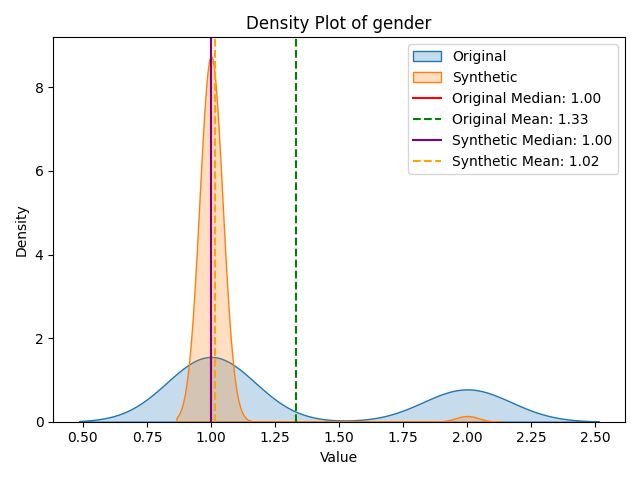 Density Plot of gender
Original
Synthetic
Original Median: 1.00
Original Mean: 1.33
Synthetic Median: 1.00
Synthetic Mean: 1.02
Density
8
6
4
2
0
0.50 0.75 1.00 1.25 1.50 1.75 2.00 2.25 2.50
Value